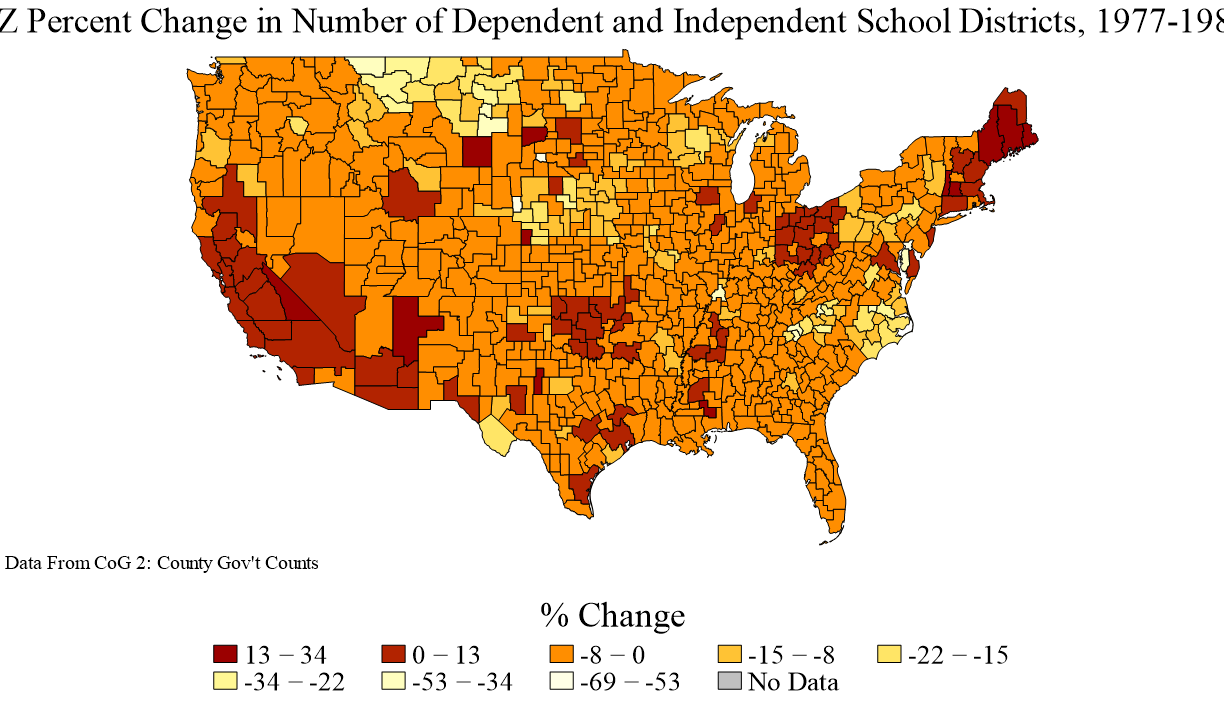 Z Percent Change in Number of Dependent and Independent School Districts, 1977-198
Data From CoG 2: County Gov't Counts
% Change
13 − 34
0 − 13
-8 − 0
-15 − -8
-22 − -15
-34 − -22
-53 − -34
-69 − -53
No Data